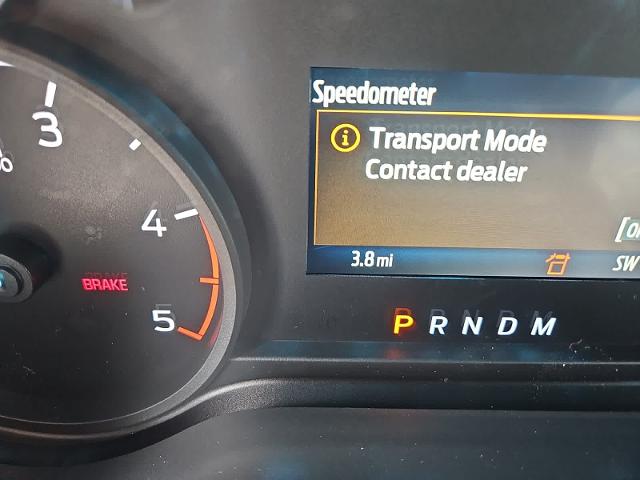 Speedometer
3
Transport Mode
%
Contact dealer
4
[O
3.8 mi
SW
BRAKE
5
P R N D M